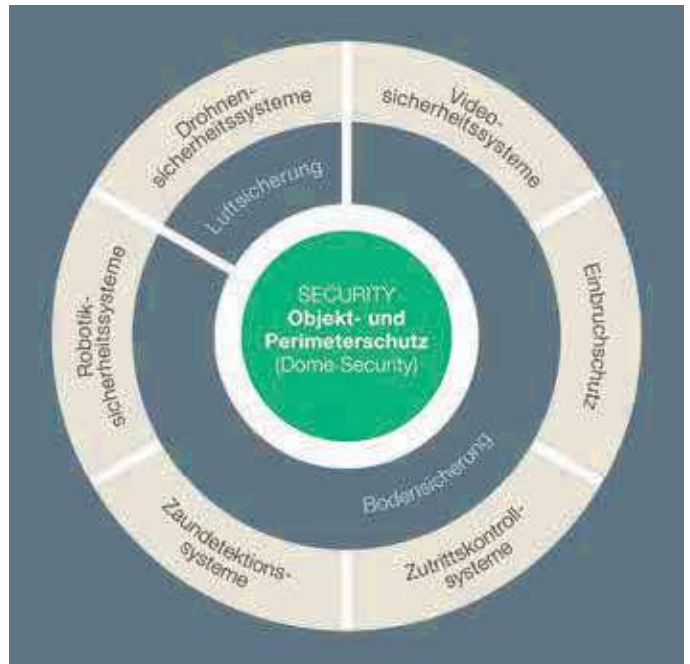 Drohnen-
sicherheitssysteme
Video-
sicherheitssysteme
Luftsicherung
Robotik-
sicherheitssysteme
SECURITY
Objekt- und
Perimeterschutz
(Dome-Security)
Einbruchschutz
Bodensicherung
Zaundetektions-
systeme
Zutrittskontroll-
systeme